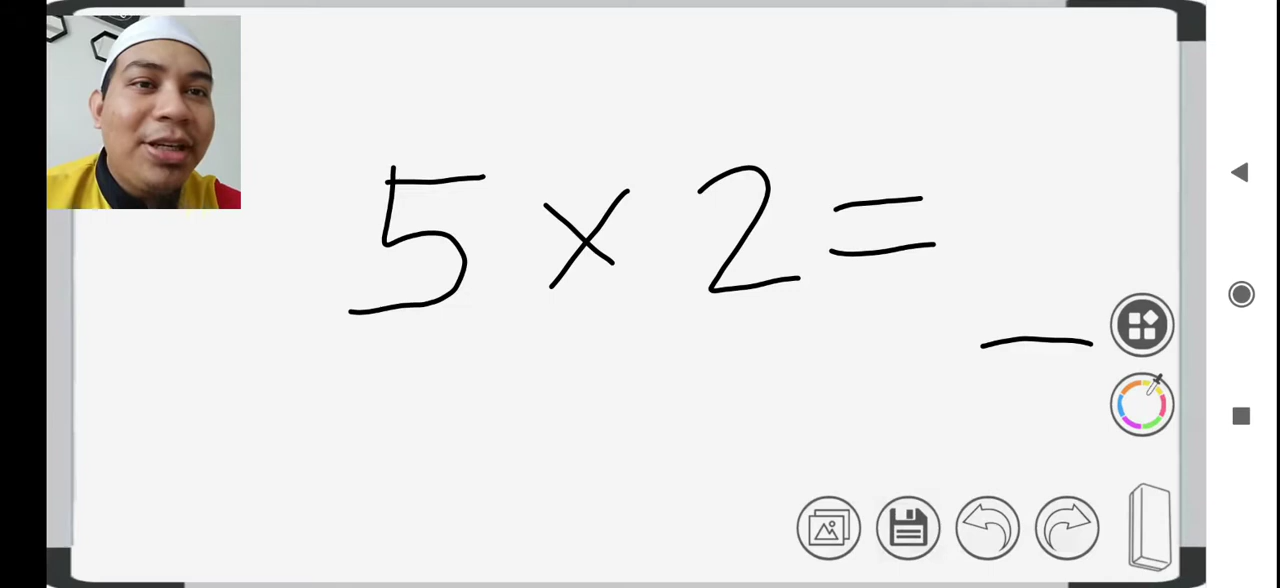 5 × 2 = _